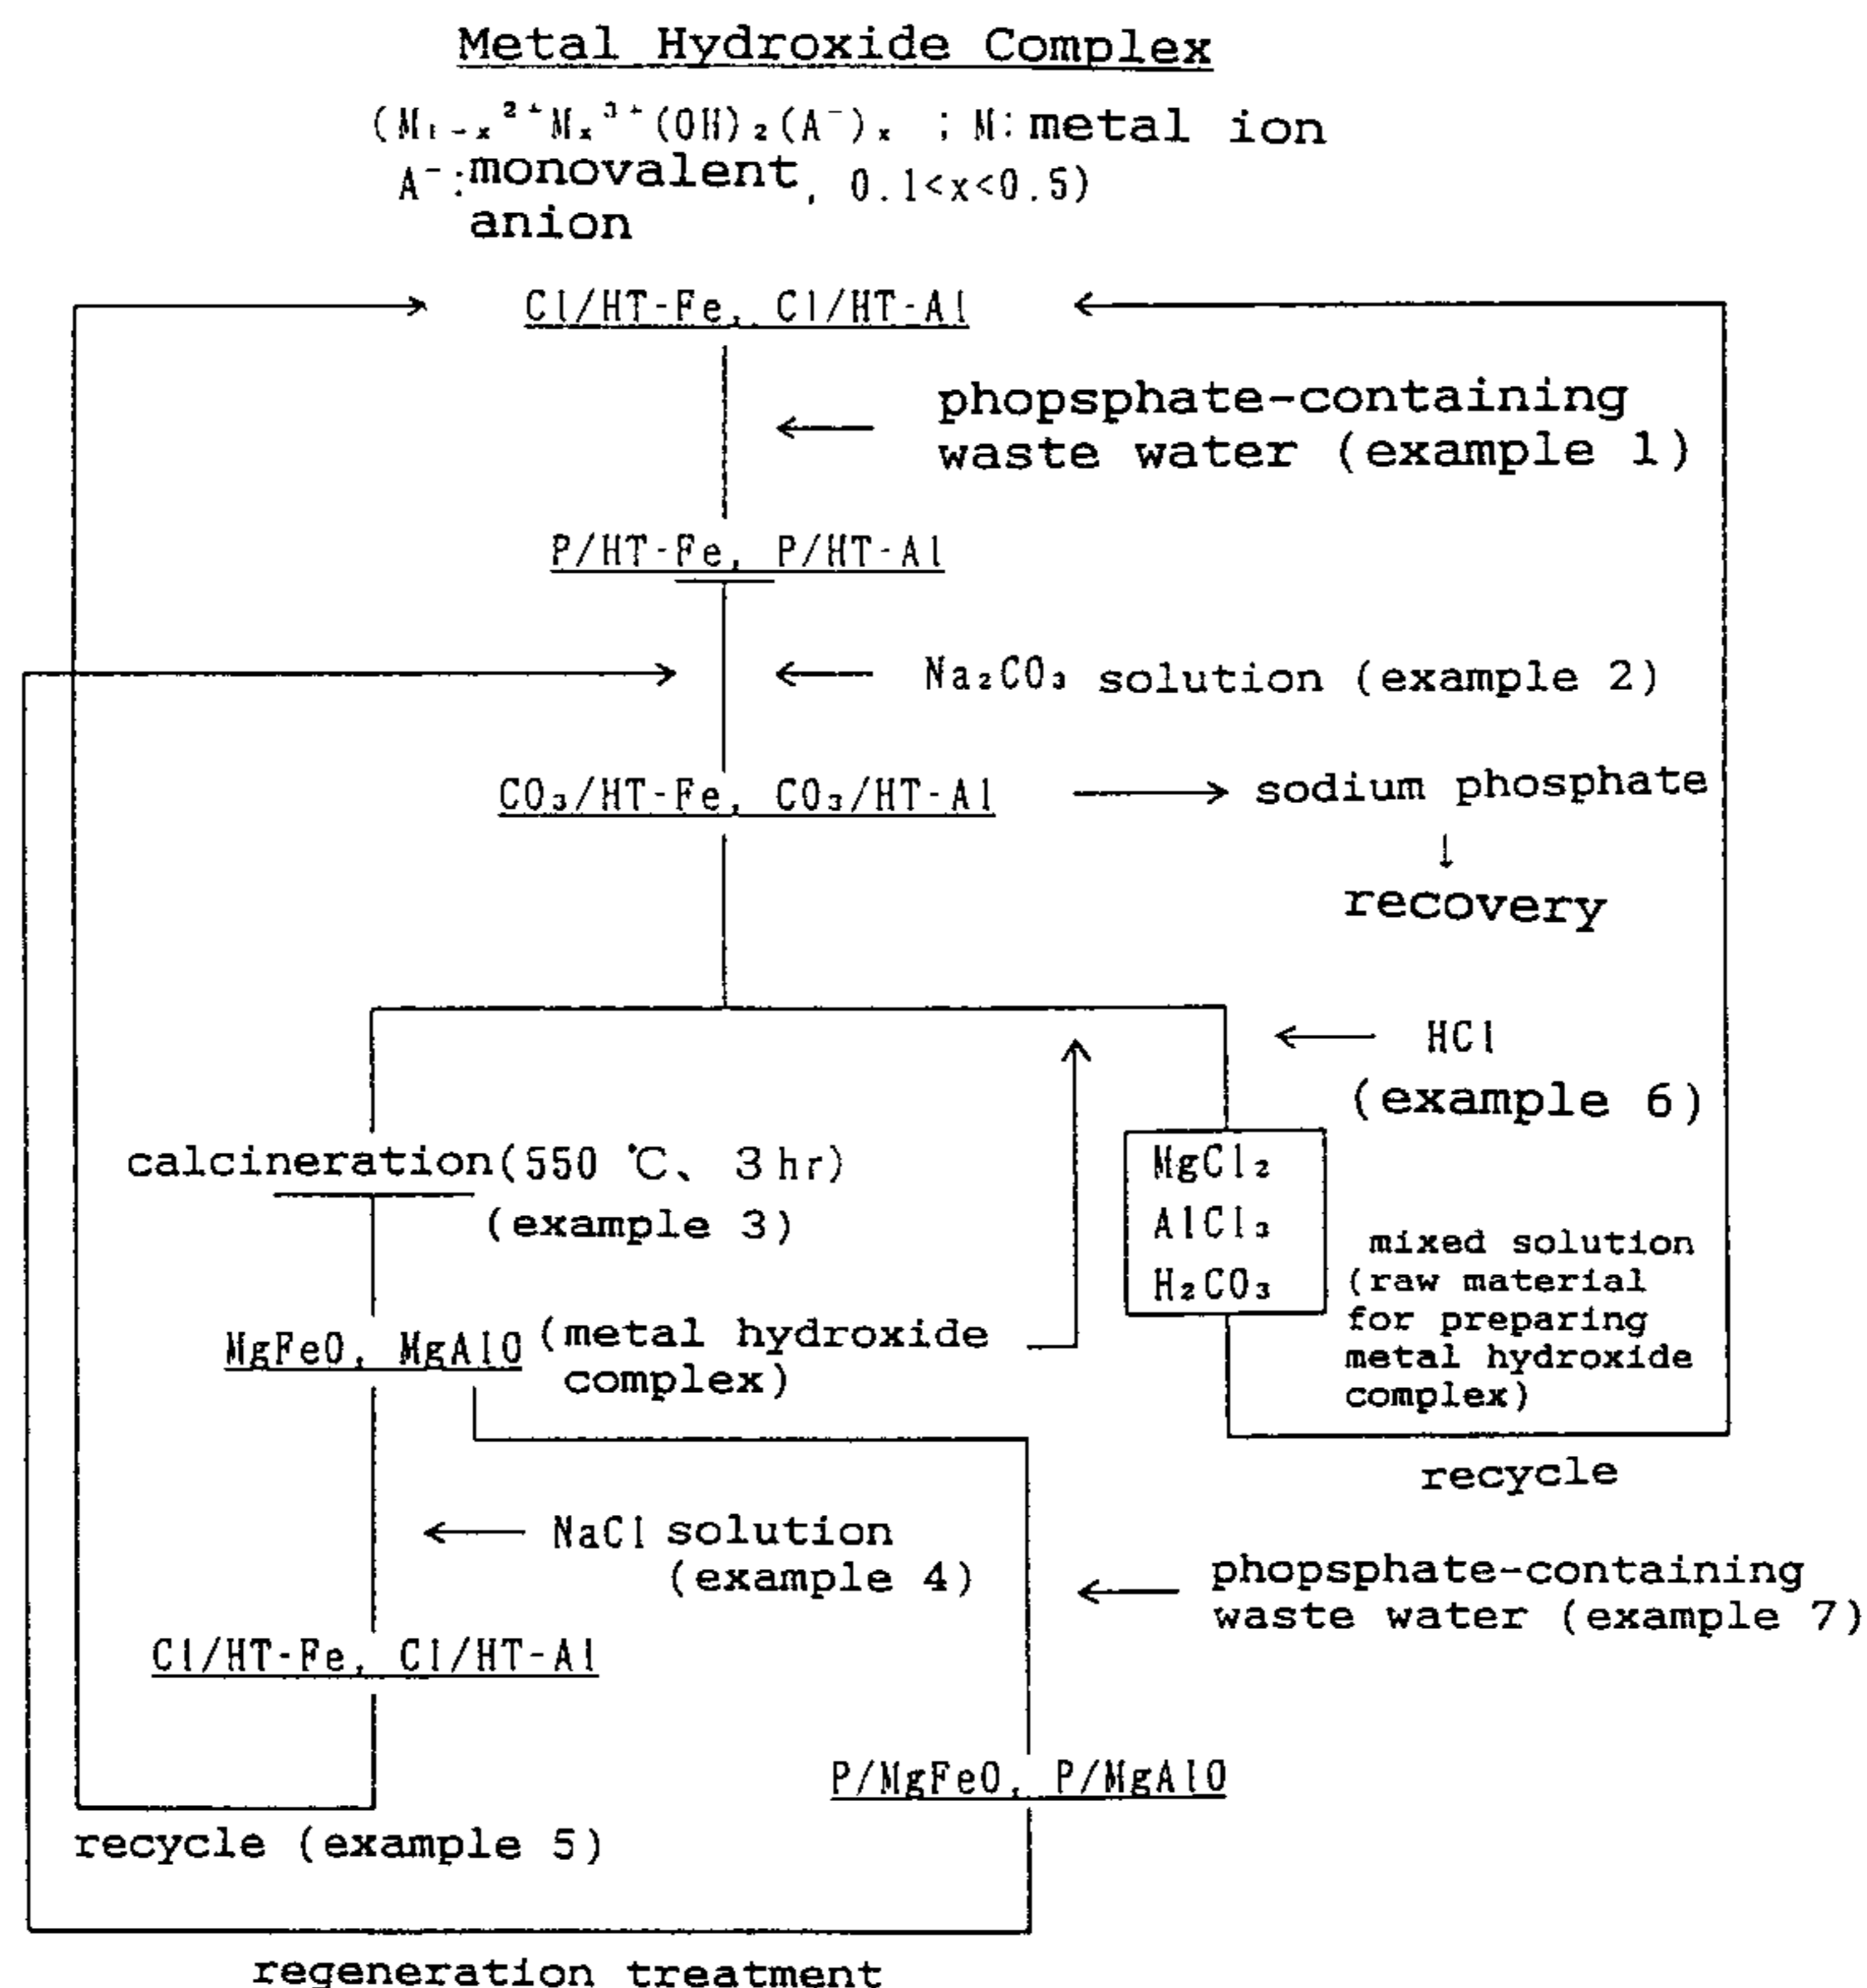 Metal Hydroxide Complex
(M₁₋ₓ²⁺Mₓ³⁺(OH)₂(A⁻)ₓ ; M: metal ion
A⁻: monovalent, 0.1<x<0.5)
anion
Cl/HT-Fe, Cl/HT-Al
phopsphate-containing
waste water (example 1)
P/HT-Fe, P/HT-Al
Na₂CO₃ solution (example 2)
CO₃/HT-Fe, CO₃/HT-Al
sodium phosphate
recovery
HCl
(example 6)
calcineration(550 ℃、 3 hr)
(example 3)
MgCl₂
AlCl₃
H₂CO₃
mixed solution
(raw material
for preparing
metal hydroxide
complex)
MgFeO, MgAlO (metal hydroxide
complex)
recycle
NaCl solution
(example 4)
phopsphate-containing
waste water (example 7)
Cl/HT-Fe, Cl/HT-Al
P/MgFeO, P/MgAlO
recycle (example 5)
regeneration treatment